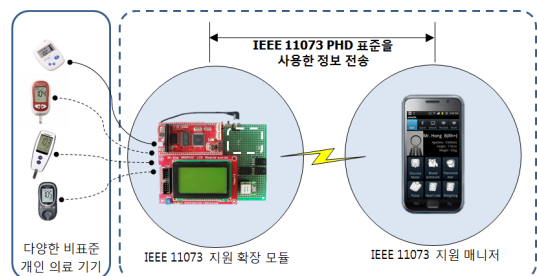 IEEE 11073 PHD 표준을
사용한 정보 전송
Mr. Hong
다양한 비표준
개인 의료 기기
IEEE 11073 지원 확장 모듈
IEEE 11073 지원 매니저